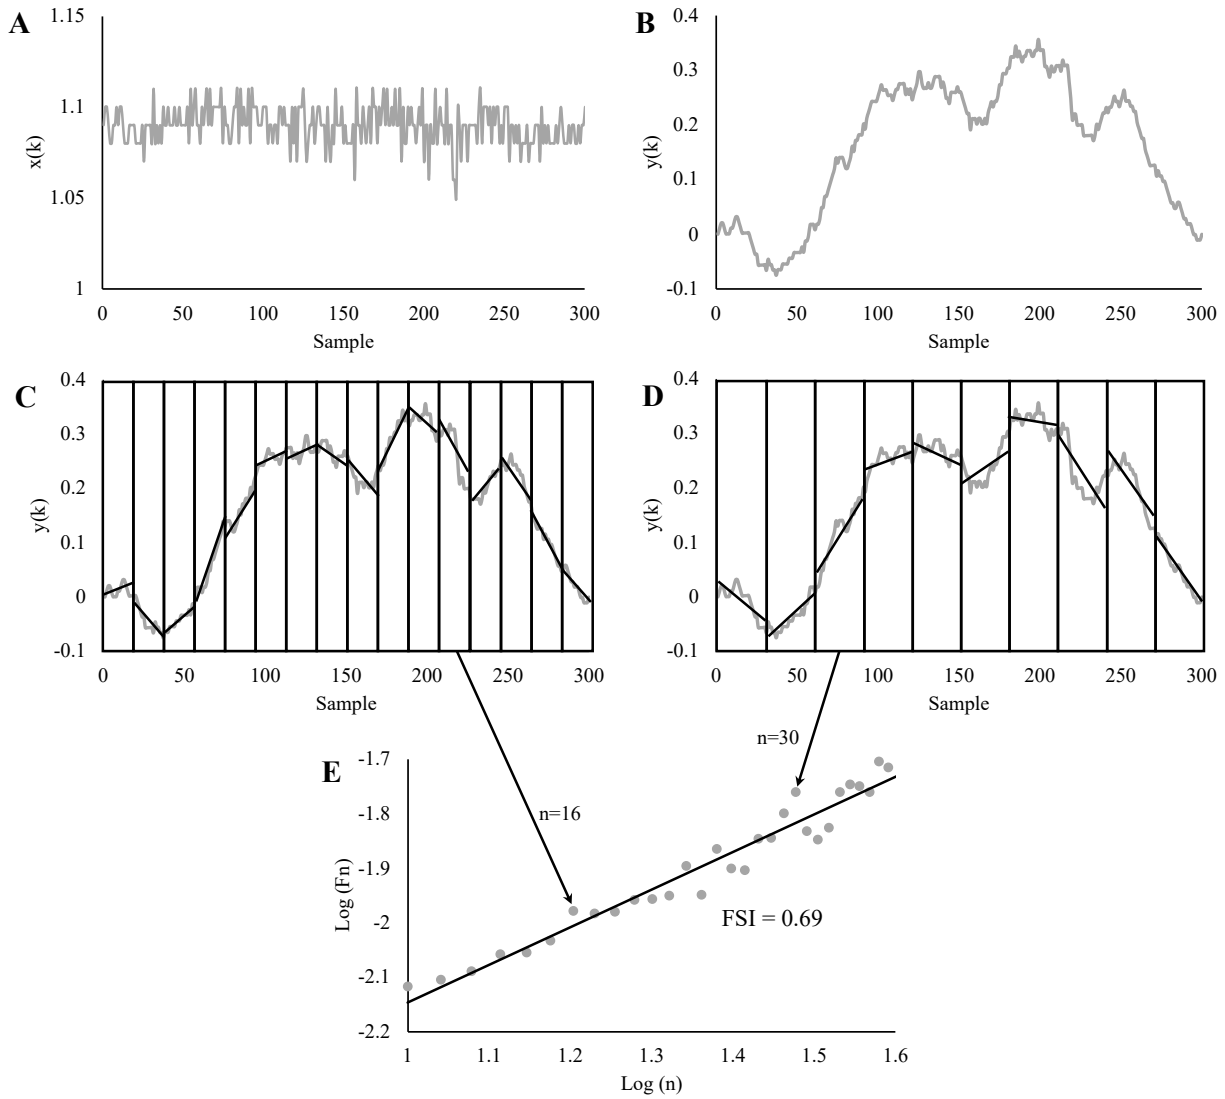 A
1.15
1.1
1.05
1
x(k)
0 50 100 150 200 250 300
Sample
B
0.4
0.3
0.2
0.1
0
-0.1
y(k)
0 50 100 150 200 250 300
Sample
C
0.4
0.3
0.2
0.1
0
-0.1
y(k)
0 50 100 150 200 250 300
Sample
D
0.4
0.3
0.2
0.1
0
-0.1
y(k)
0 50 100 150 200 250 300
Sample
E
-1.7
-1.8
-1.9
-2
-2.1
-2.2
Log (Fn)
n=30
n=16
FSI = 0.69
1 1.1 1.2 1.3 1.4 1.5 1.6
Log (n)